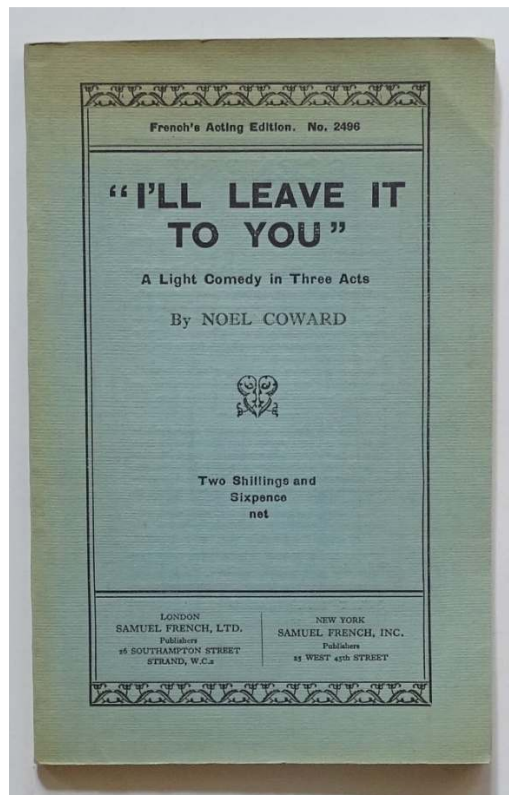 French's Acting Edition. No. 2496
"I'LL LEAVE IT
TO YOU"
A Light Comedy in Three Acts
By NOEL COWARD
Two Shillings and
Sixpence
net
LONDON
SAMUEL FRENCH, LTD.
Publishers
26 SOUTHAMPTON STREET
STRAND, W.C.2
NEW YORK
SAMUEL FRENCH, INC.
Publishers
25 WEST 45th STREET